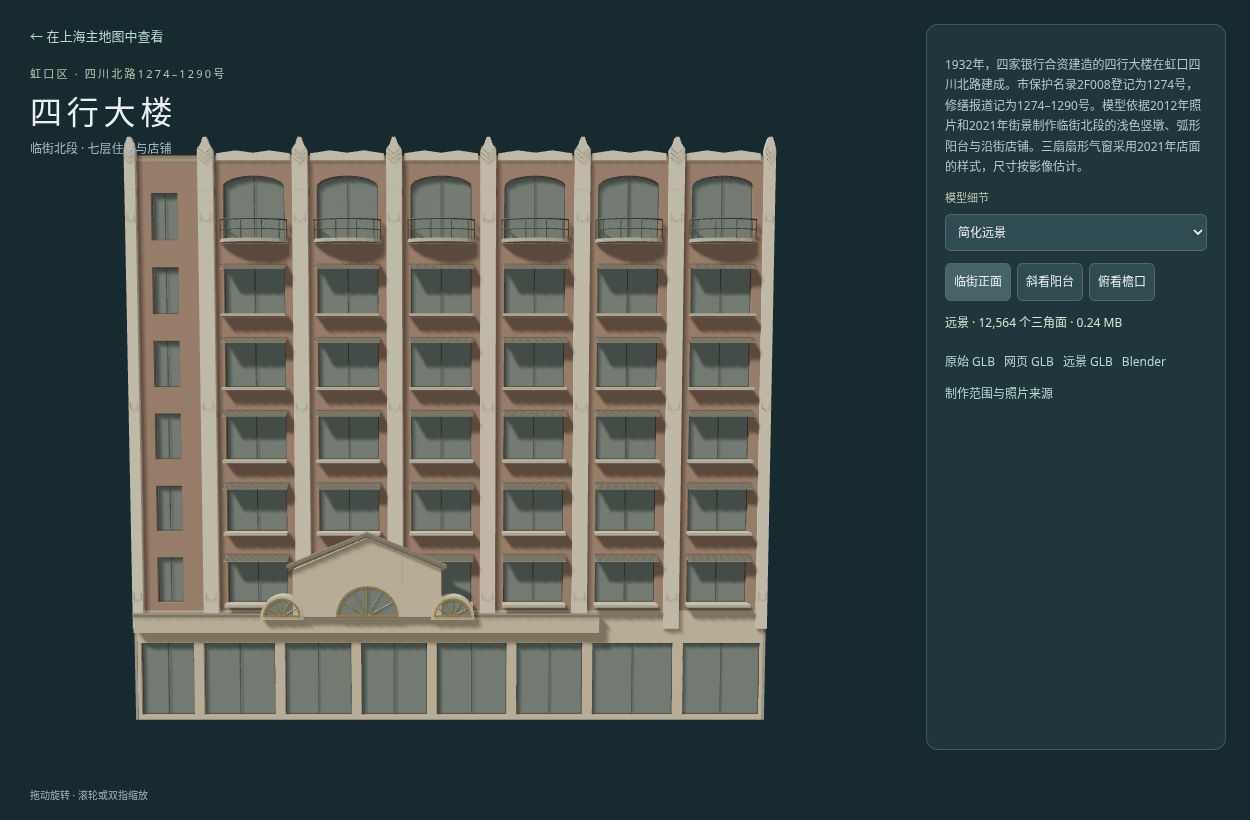 ← 在上海主地图中查看
虹口区 · 四川北路1274–1290号
四行大楼
临街北段 · 七层住 与店铺
1932年，四家银行合资建造的四行大楼在虹口四
川北路建成。市保护名录2F008登记为1274号，
修缮报道记为1274–1290号。模型依据2012年照
片和2021年街景制作临街北段的浅色竖墩、弧形
阳台与沿街店铺。三扇扇形气窗采用2021年店面
的样式，尺寸按影像估计。
模型细节
简化远景
临街正面 斜看阳台 俯看檐口
远景 · 12,564 个三角面 · 0.24 MB
原始 GLB 网页 GLB 远景 GLB Blender
制作范围与照片来源
拖动旋转 · 滚轮或双指缩放